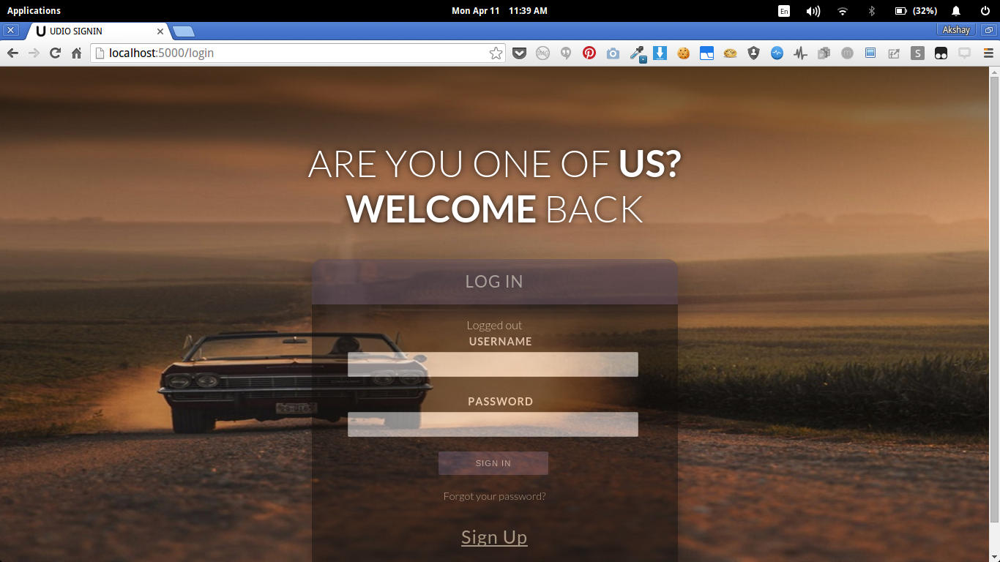 Applications
Mon Apr 11 11:39 AM
En
(32%)
UDIO SIGNIN
Akshay
localhost:5000/login
IMG
m
S
ARE YOU ONE OF US?
WELCOME BACK
LOG IN
Logged out
USERNAME
PASSWORD
SIGN IN
Forgot your password?
Sign Up